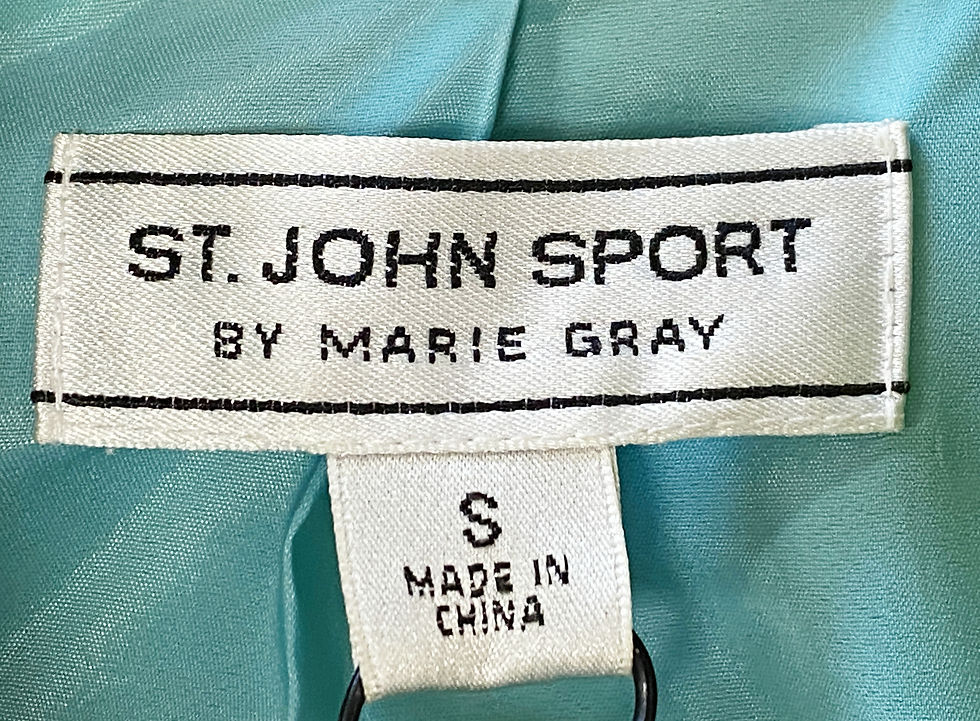 ST. JOHN SPORT
BY MARIE GRAY
S
MADE IN
CHINA